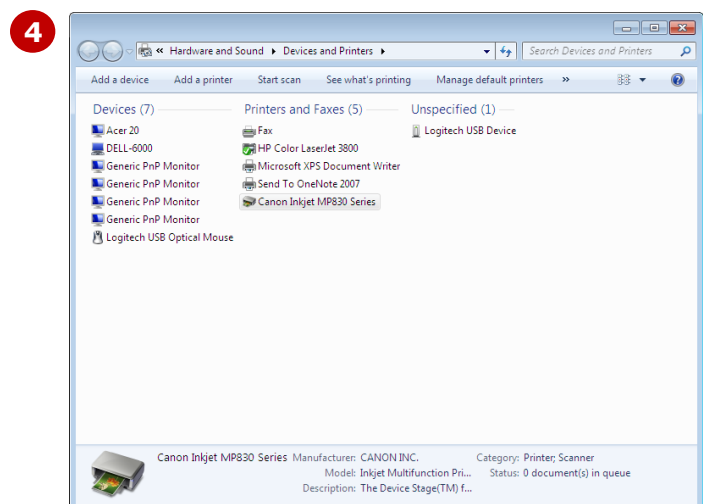 4
« Hardware and Sound ▸ Devices and Printers ▸
Search Devices and Printers
Add a device Add a printer Start scan See what's printing Manage default printers »
Devices (7)
Acer 20
DELL-6000
Generic PnP Monitor
Generic PnP Monitor
Generic PnP Monitor
Generic PnP Monitor
Logitech USB Optical Mouse
Printers and Faxes (5)
Fax
HP Color LaserJet 3800
Microsoft XPS Document Writer
Send To OneNote 2007
Canon Inkjet MP830 Series
Unspecified (1)
Logitech USB Device
Canon Inkjet MP830 Series Manufacturer: CANON INC. Category: Printer; Scanner
Model: Inkjet Multifunction Pri... Status: 0 document(s) in queue
Description: The Device Stage(TM) f...